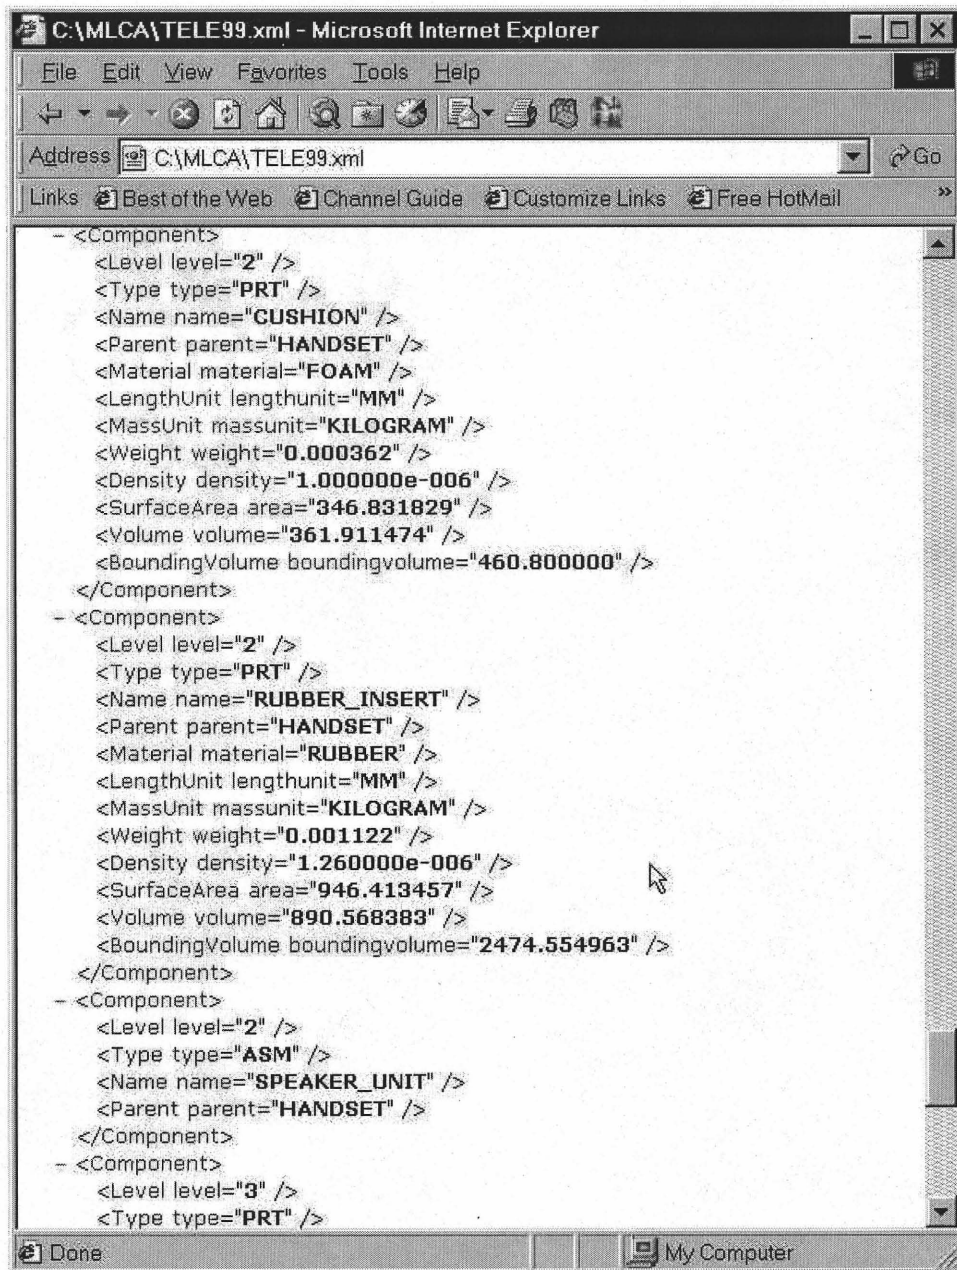 C:\MLCA\TELE99.xml - Microsoft Internet Explorer
File Edit View Favorites Tools Help
Address C:\MLCA\TELE99.xml Go
Links Best of the Web Channel Guide Customize Links Free HotMail »
- <Component>
<Level level="2" />
<Type type="PRT" />
<Name name="CUSHION" />
<Parent parent="HANDSET" />
<Material material="FOAM" />
<LengthUnit lengthunit="MM" />
<MassUnit massunit="KILOGRAM" />
<Weight weight="0.000362" />
<Density density="1.000000e-006" />
<SurfaceArea area="346.831829" />
<Volume volume="361.911474" />
<BoundingVolume boundingvolume="460.800000" />
</Component>
- <Component>
<Level level="2" />
<Type type="PRT" />
<Name name="RUBBER_INSERT" />
<Parent parent="HANDSET" />
<Material material="RUBBER" />
<LengthUnit lengthunit="MM" />
<MassUnit massunit="KILOGRAM" />
<Weight weight="0.001122" />
<Density density="1.260000e-006" />
<SurfaceArea area="946.413457" />
<Volume volume="890.568383" />
<BoundingVolume boundingvolume="2474.554963" />
</Component>
- <Component>
<Level level="2" />
<Type type="ASM" />
<Name name="SPEAKER_UNIT" />
<Parent parent="HANDSET" />
</Component>
- <Component>
<Level level="3" />
<Type type="PRT" />
Done My Computer